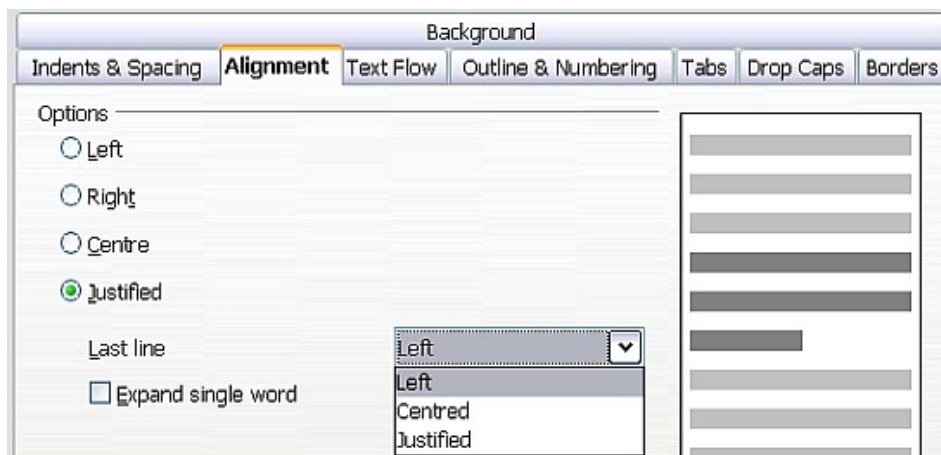 Background
Indents & Spacing Alignment Text Flow Outline & Numbering Tabs Drop Caps Borders
Options
Left
Right
Centre
Justified
Last line Left
Left
Expand single word
Centred
Justified